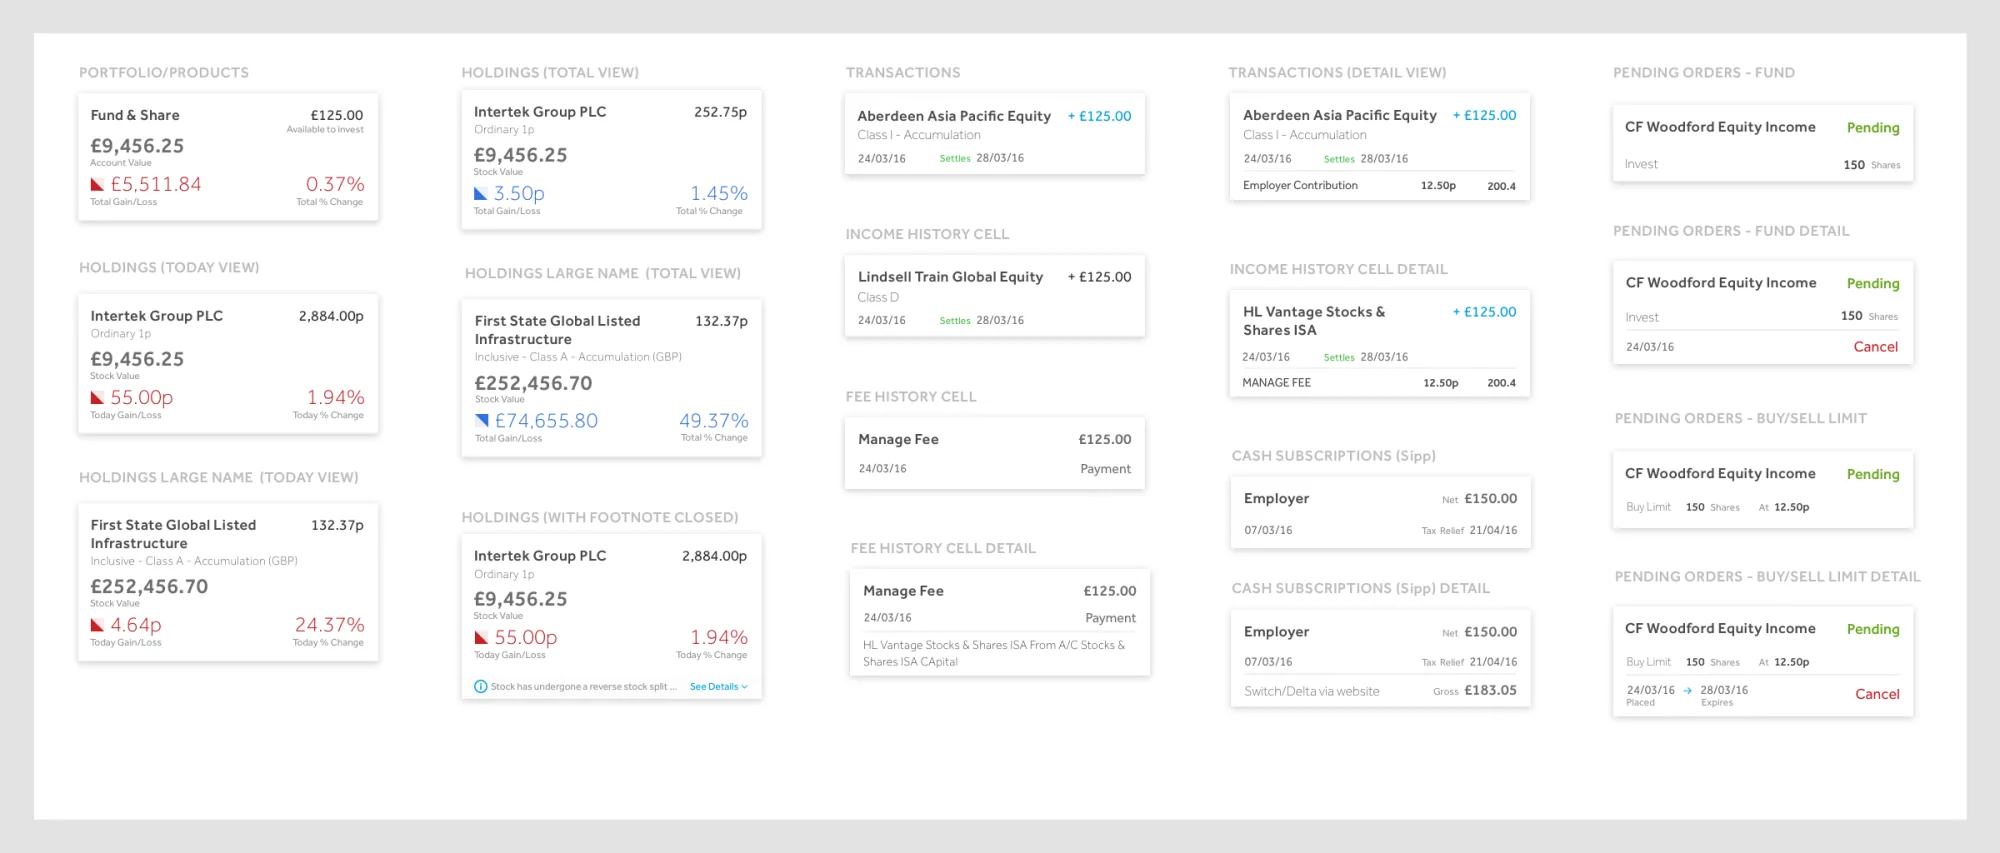 PORTFOLIO/PRODUCTS
Fund & Share £125.00
Available to invest
£9,456.25
Account Value
£5,511.84 0.37%
Total Gain/Loss Total % Change
HOLDINGS (TODAY VIEW)
Intertek Group PLC 2,884.00p
Ordinary 1p
£9,456.25
Stock Value
55.00p 1.94%
Today Gain/Loss Today % Change
HOLDINGS LARGE NAME (TODAY VIEW)
First State Global Listed 132.37p
Infrastructure
Inclusive - Class A - Accumulation (GBP)
£252,456.70
Stock Value
4.64p 24.37%
Today Gain/Loss Today % Change
HOLDINGS (TOTAL VIEW)
Intertek Group PLC 252.75p
Ordinary 1p
£9,456.25
Stock Value
3.50p 1.45%
Total Gain/Loss Total % Change
HOLDINGS LARGE NAME (TOTAL VIEW)
First State Global Listed 132.37p
Infrastructure
Inclusive - Class A - Accumulation (GBP)
£252,456.70
Stock Value
£74,655.80 49.37%
Total Gain/Loss Total % Change
HOLDINGS (WITH FOOTNOTE CLOSED)
Intertek Group PLC 2,884.00p
Ordinary 1p
£9,456.25
Stock Value
55.00p 1.94%
Today Gain/Loss Today % Change
Stock has undergone a reverse stock split ... See Details
TRANSACTIONS
Aberdeen Asia Pacific Equity + £125.00
Class I - Accumulation
24/03/16 Settles 28/03/16
INCOME HISTORY CELL
Lindsell Train Global Equity + £125.00
Class D
24/03/16 Settles 28/03/16
FEE HISTORY CELL
Manage Fee £125.00
24/03/16 Payment
FEE HISTORY CELL DETAIL
Manage Fee £125.00
24/03/16 Payment
HL Vantage Stocks & Shares ISA From A/C Stocks &
Shares ISA CApital
TRANSACTIONS (DETAIL VIEW)
Aberdeen Asia Pacific Equity + £125.00
Class I - Accumulation
24/03/16 Settles 28/03/16
Employer Contribution 12.50p 200.4
INCOME HISTORY CELL DETAIL
HL Vantage Stocks & + £125.00
Shares ISA
24/03/16 Settles 28/03/16
MANAGE FEE 12.50p 200.4
CASH SUBSCRIPTIONS (Sipp)
Employer Net £150.00
07/03/16 Tax Relief 21/04/16
CASH SUBSCRIPTIONS (Sipp) DETAIL
Employer Net £150.00
07/03/16 Tax Relief 21/04/16
Switch/Delta via website Gross £183.05
PENDING ORDERS - FUND
CF Woodford Equity Income Pending
Invest 150 Shares
PENDING ORDERS - FUND DETAIL
CF Woodford Equity Income Pending
Invest 150 Shares
24/03/16 Cancel
PENDING ORDERS - BUY/SELL LIMIT
CF Woodford Equity Income Pending
Buy Limit 150 Shares At 12.50p
PENDING ORDERS - BUY/SELL LIMIT DETAIL
CF Woodford Equity Income Pending
Buy Limit 150 Shares At 12.50p
24/03/16 → 28/03/16 Cancel
Placed Expires